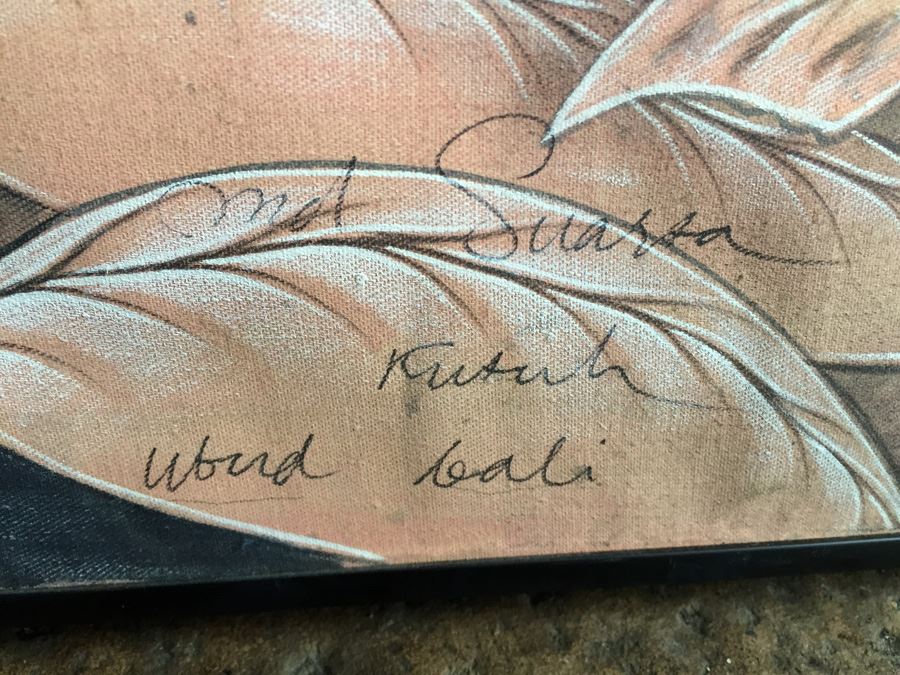 md Suarsa
Kutuh
Ubud bali